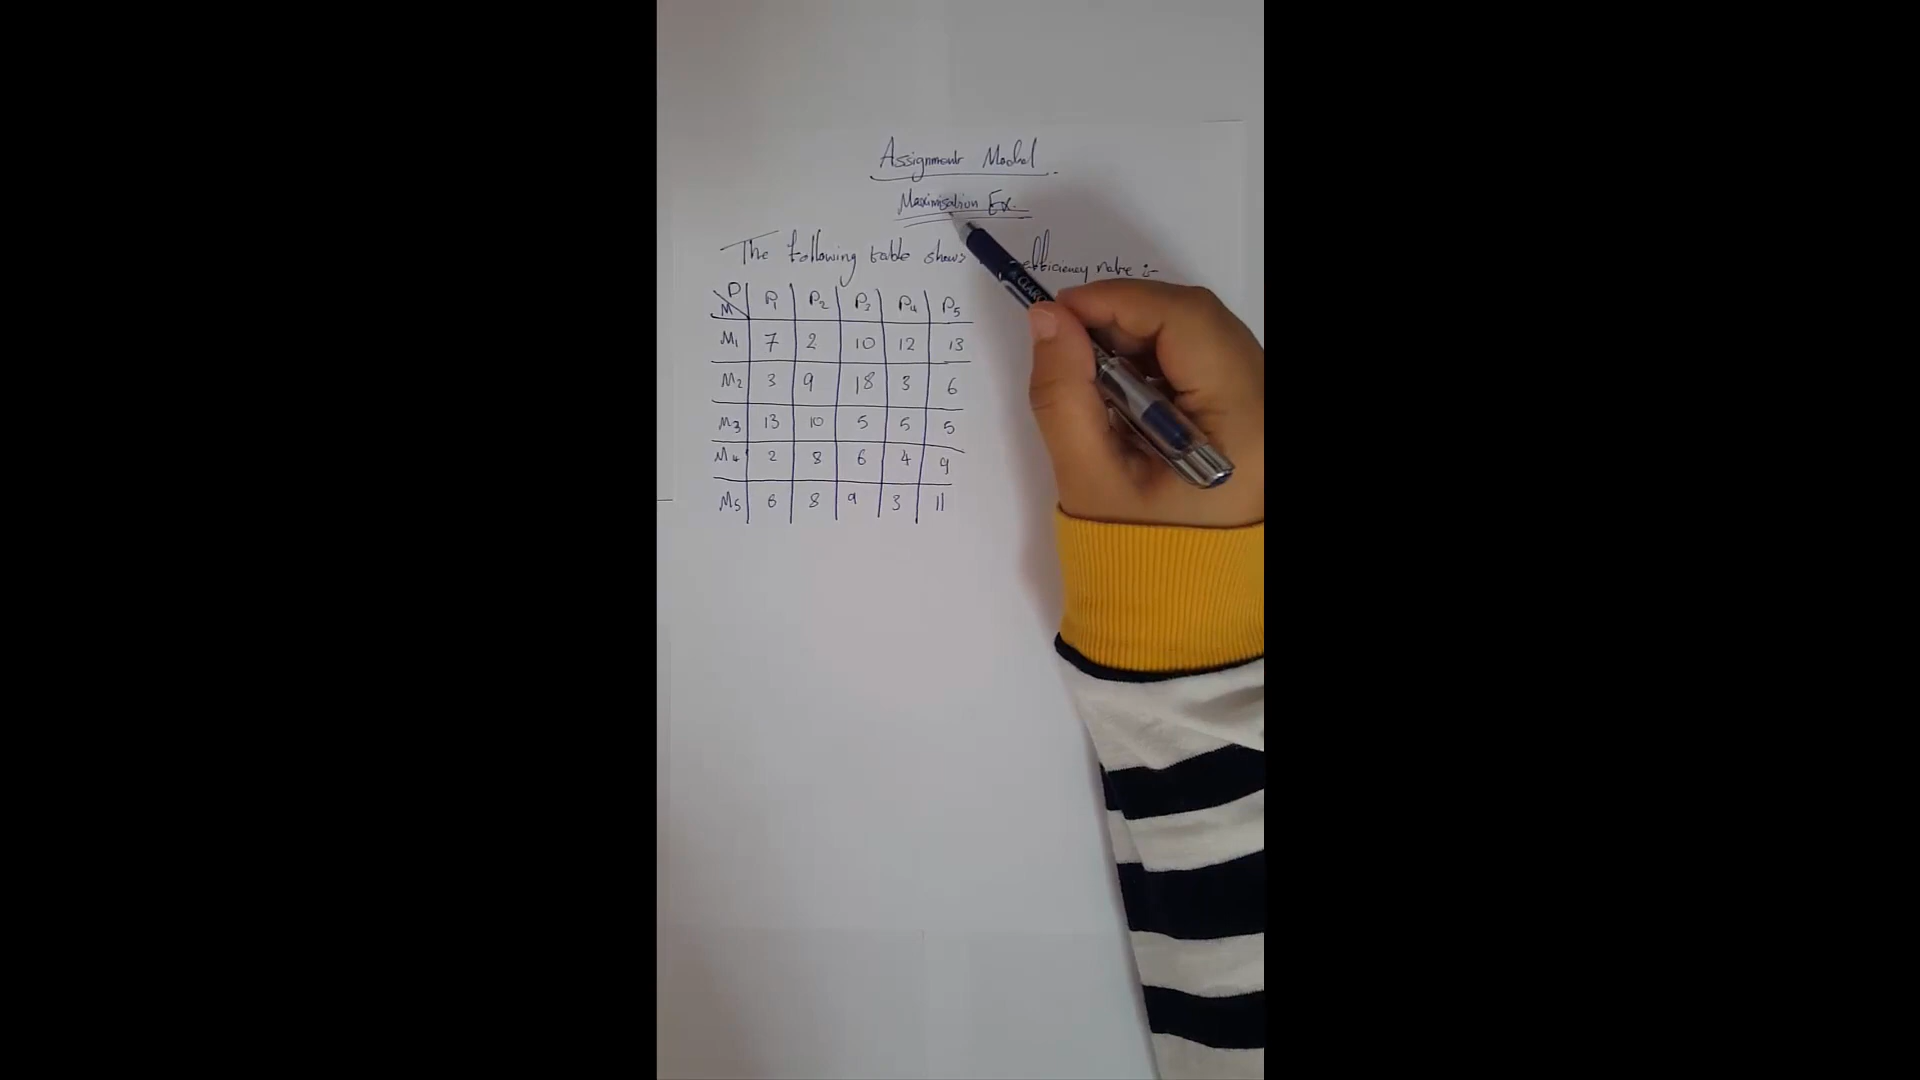 Assignment Model
Maximisation Ex.
The following table shows efficiency rate :-
P
M P1 P2 P3 P4 P5
M1 7 2 10 12 13
M2 3 9 18 3 6
M3 13 10 5 5 5
M4 2 8 6 4 9
M5 6 8 9 3 11
CLARO